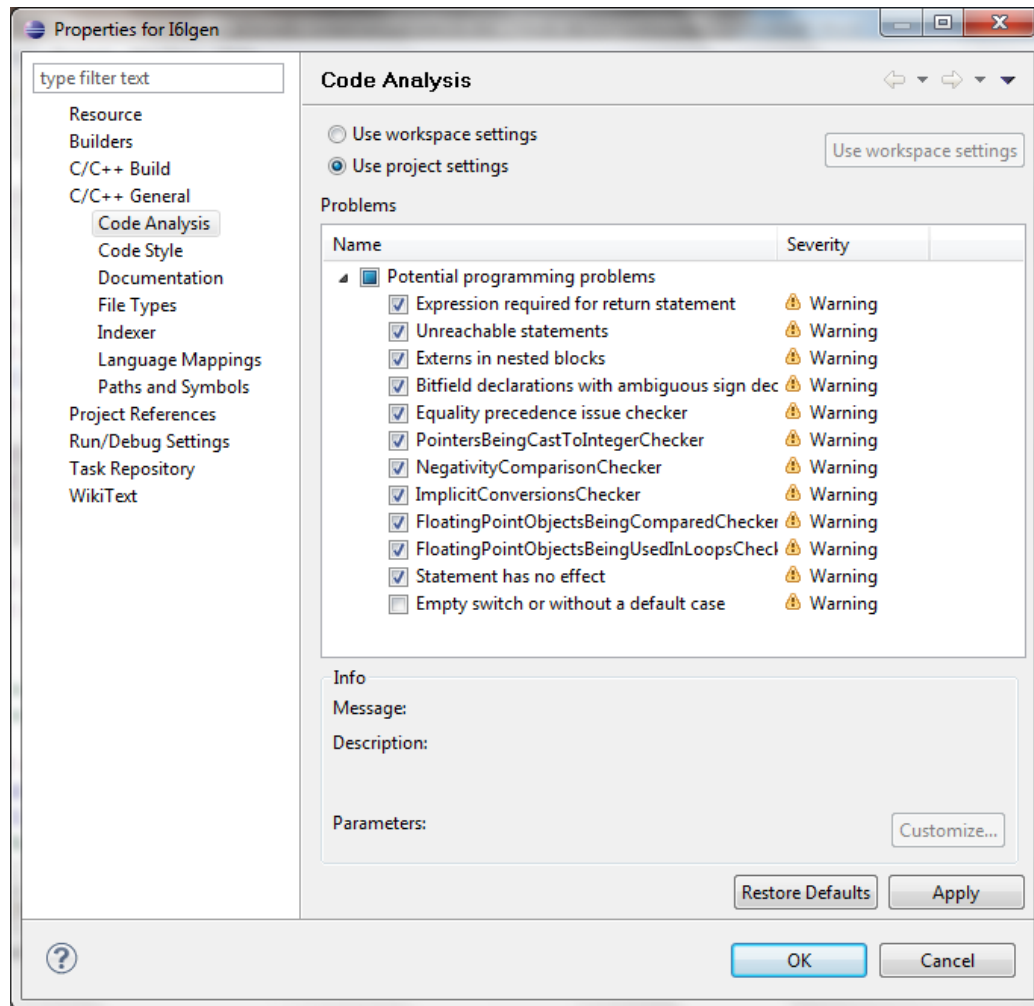 Properties for I6lgen
type filter text
Resource
Builders
C/C++ Build
C/C++ General
Code Analysis
Code Style
Documentation
File Types
Indexer
Language Mappings
Paths and Symbols
Project References
Run/Debug Settings
Task Repository
WikiText
Code Analysis
Use workspace settings
Use workspace settings
Use project settings
Problems
Name Severity
Potential programming problems
Expression required for return statement Warning
Unreachable statements Warning
Externs in nested blocks Warning
Bitfield declarations with ambiguous sign dec Warning
Equality precedence issue checker Warning
PointersBeingCastToIntegerChecker Warning
NegativityComparisonChecker Warning
ImplicitConversionsChecker Warning
FloatingPointObjectsBeingComparedChecker Warning
FloatingPointObjectsBeingUsedInLoopsCheck Warning
Statement has no effect Warning
Empty switch or without a default case Warning
Info
Message:
Description:
Parameters:
Customize...
Restore Defaults Apply
? OK Cancel